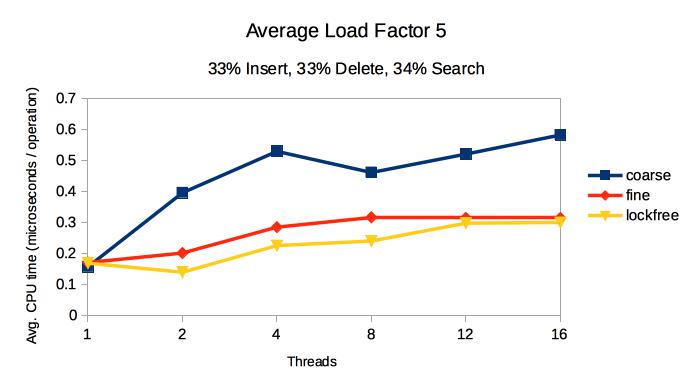 Average Load Factor 5
33% Insert, 33% Delete, 34% Search
Avg. CPU time (microseconds / operation)
0.7
0.6
0.5
0.4
0.3
0.2
0.1
0
1 2 4 8 12 16
Threads
coarse
fine
lockfree